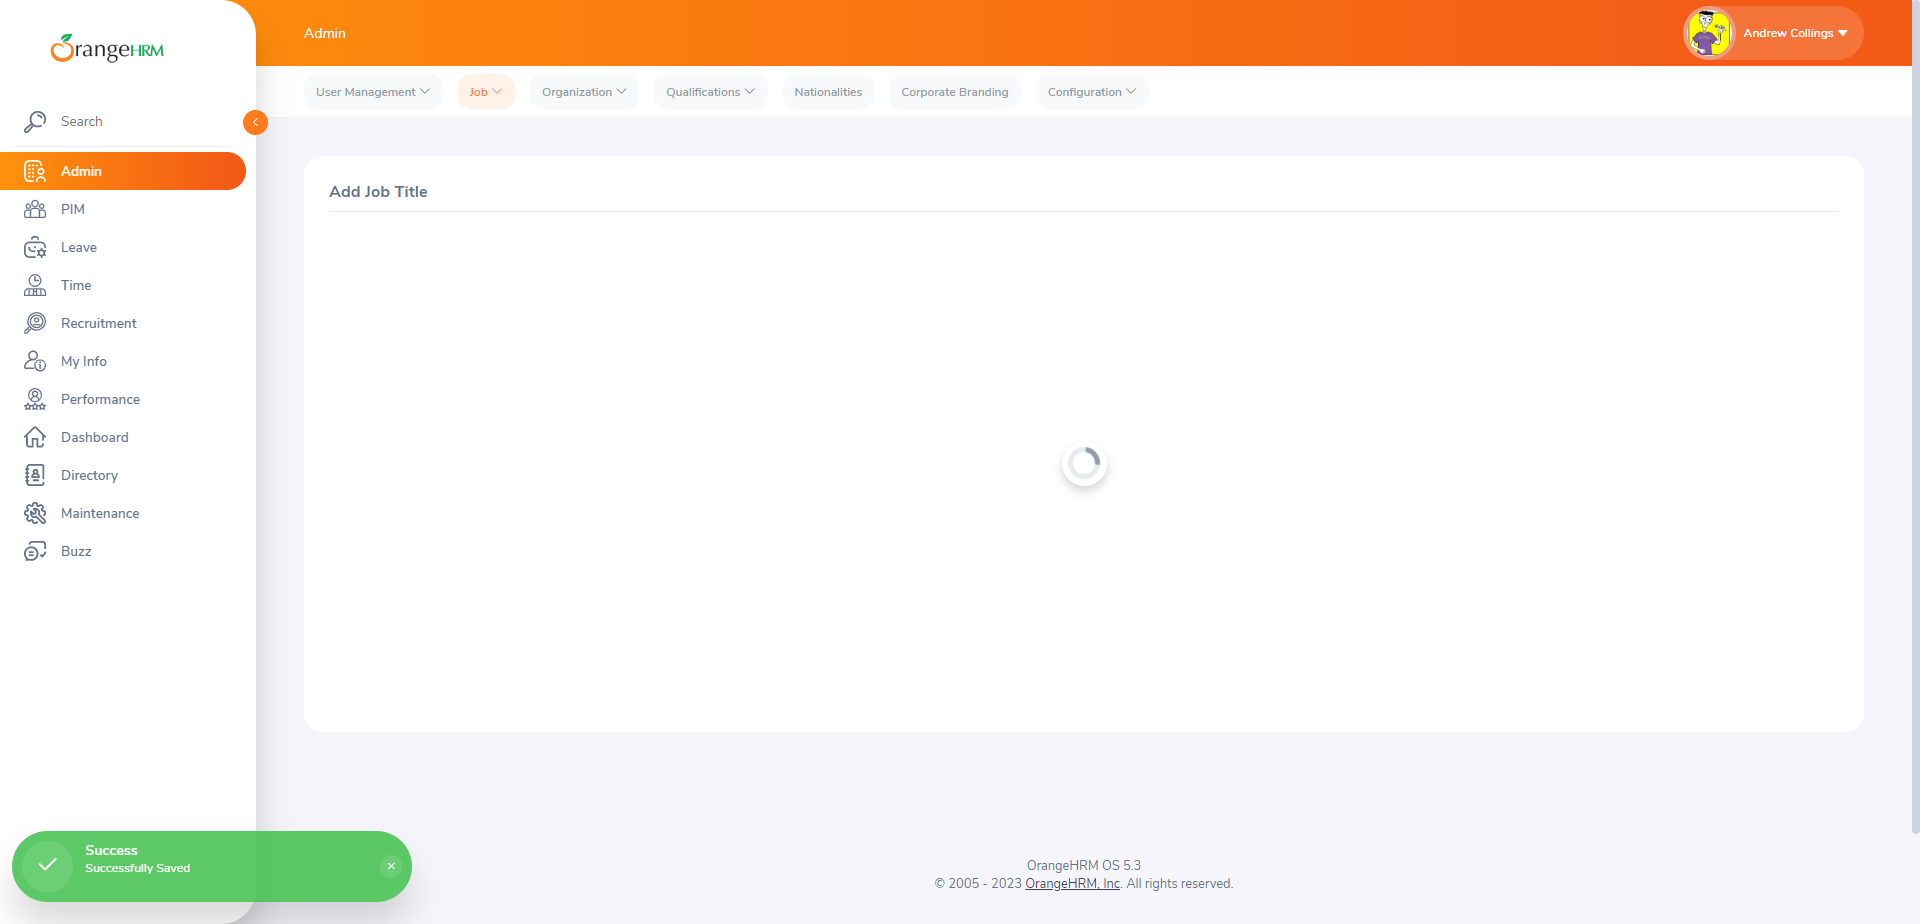 OrangeHRM
Admin
Andrew Collings
User Management
Job
Organization
Qualifications
Nationalities
Corporate Branding
Configuration
Search
Admin
PIM
Leave
Time
Recruitment
My Info
Performance
Dashboard
Directory
Maintenance
Buzz
Add Job Title
Success
Successfully Saved
OrangeHRM OS 5.3
© 2005 - 2023 OrangeHRM, Inc. All rights reserved.